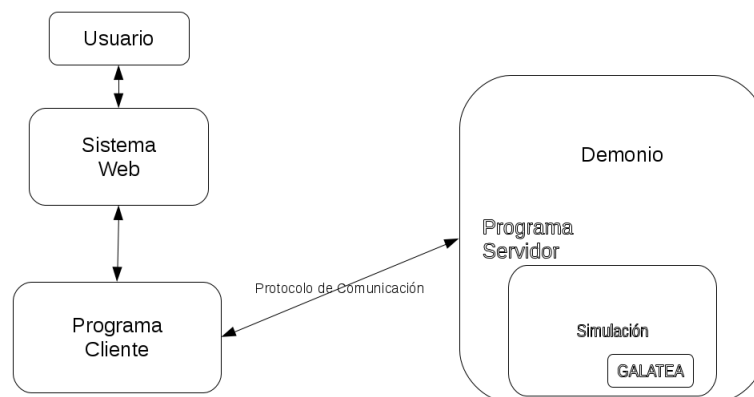 Usuario
Sistema
Web
Programa
Cliente
Protocolo de Comunicación
Demonio
Programa
Servidor
Simulación
GALATEA